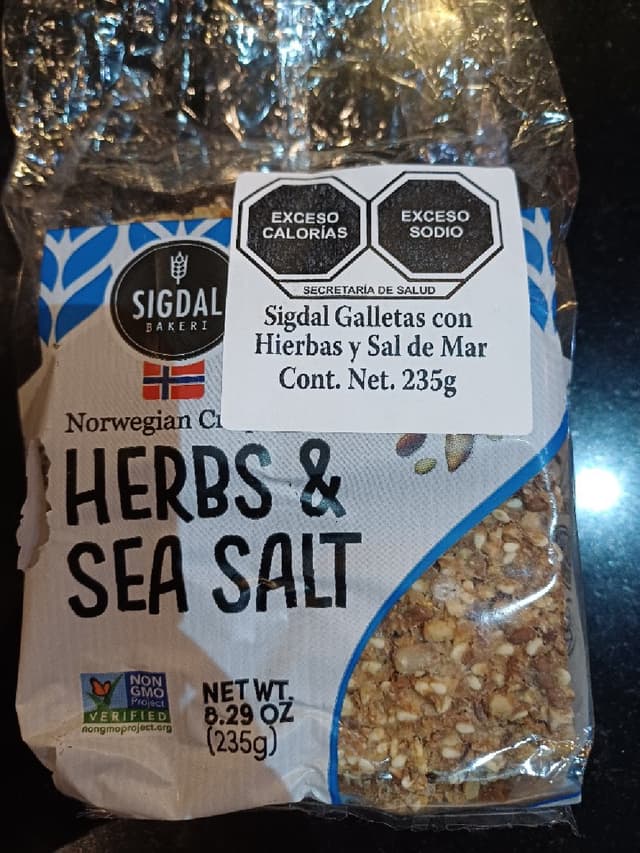 EXCESO
CALORÍAS
EXCESO
SODIO
SECRETARÍA DE SALUD
Sigdal Galletas con
Hierbas y Sal de Mar
Cont. Net. 235g
SIGDAL
BAKERI
Norwegian
HERBS &
SEA SALT
NON
GMO
Project
VERIFIED
nongmoproject.org
NET WT.
8.29 OZ
(235g)